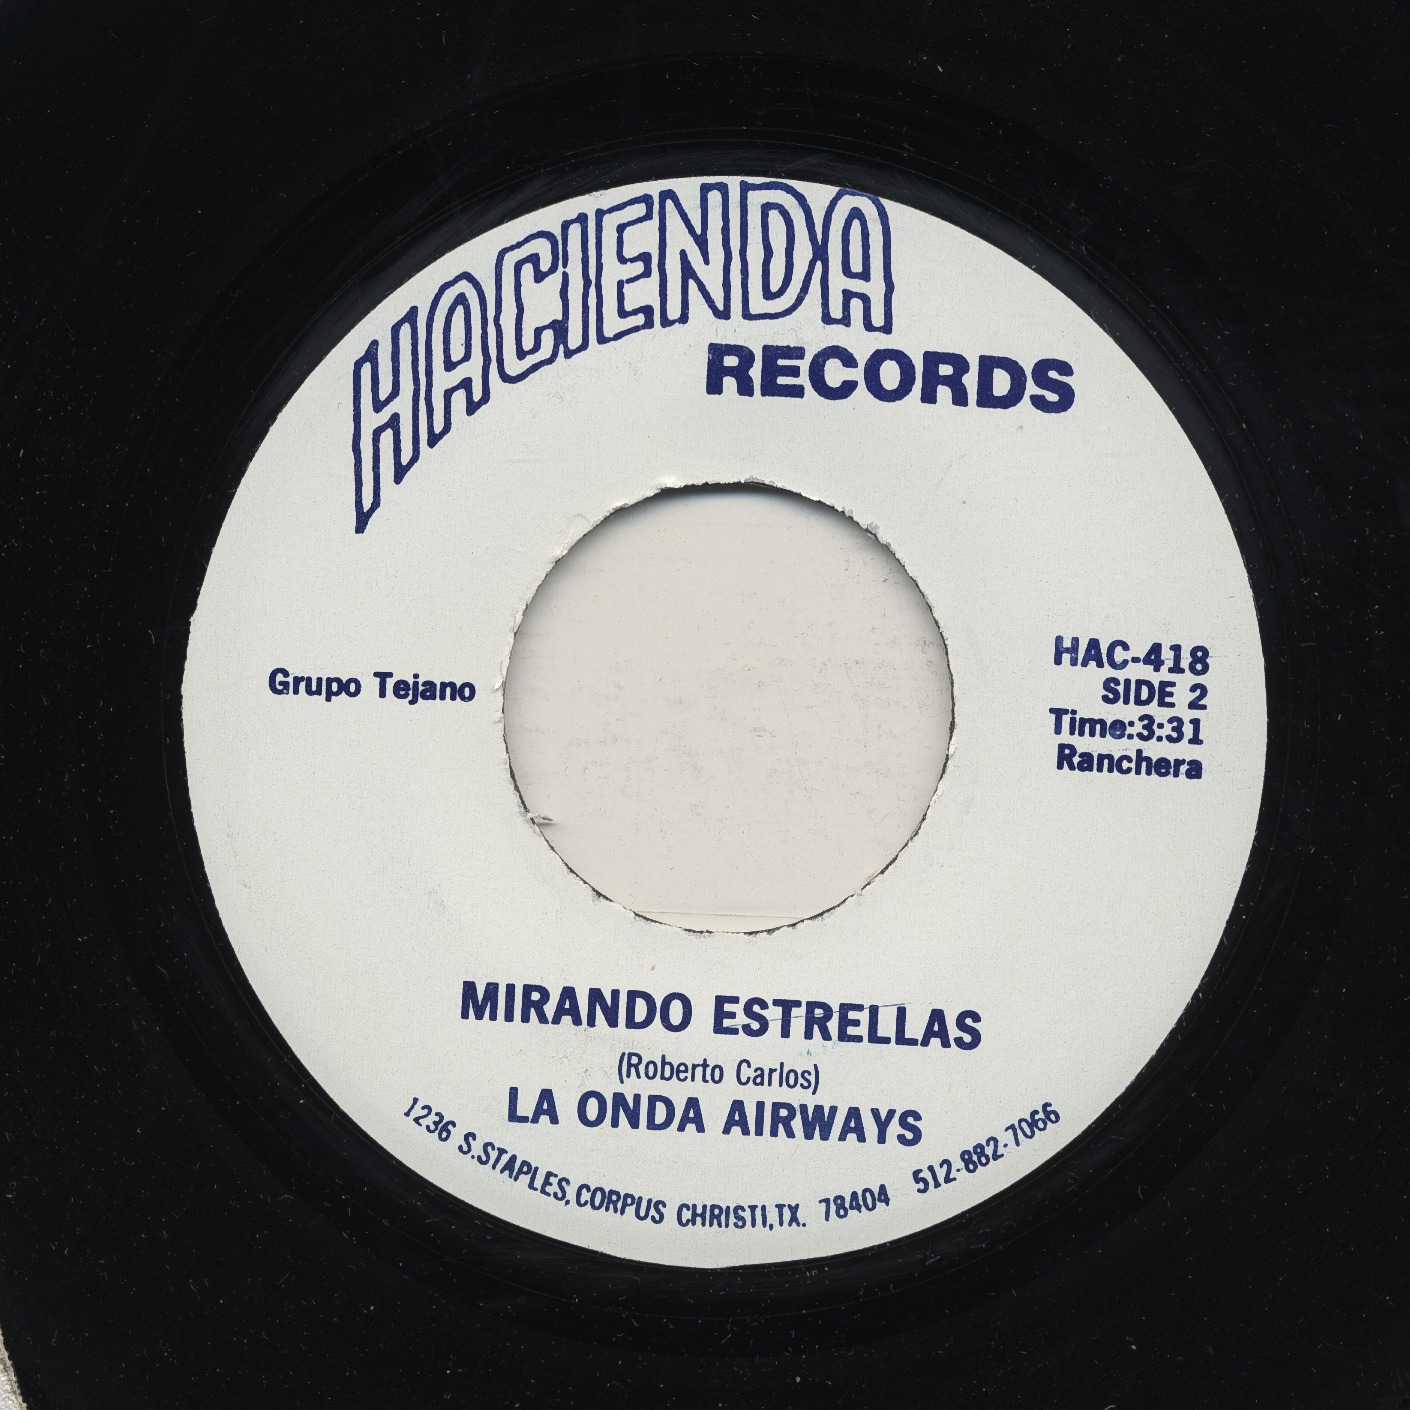 HACIENDA
RECORDS
Grupo Tejano
HAC-418
SIDE 2
Time:3:31
Ranchera
MIRANDO ESTRELLAS
(Roberto Carlos)
LA ONDA AIRWAYS
1236 S.STAPLES, CORPUS CHRISTI,TX. 78404 512-882-7066